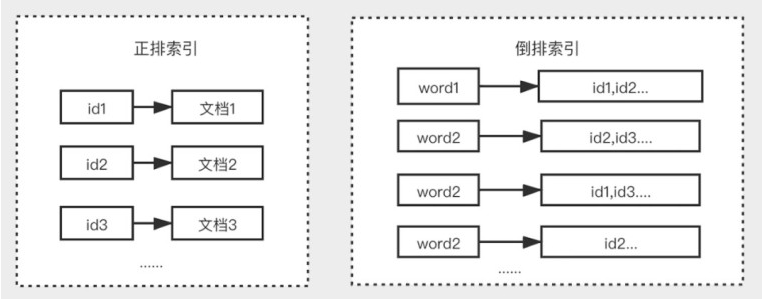 正排索引
id1
文档1
id2
文档2
id3
文档3
......
倒排索引
word1
id1,id2...
word2
id2,id3....
word2
id1,id3....
word2
id2...
......